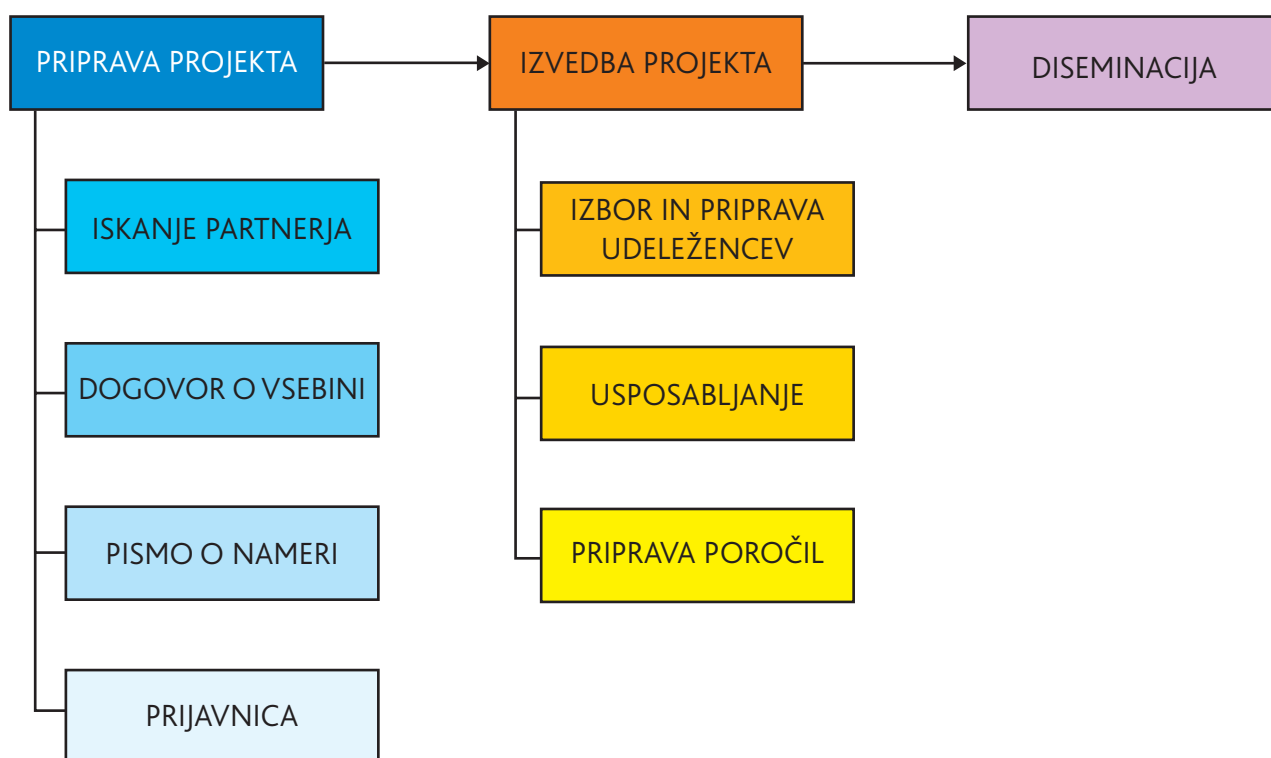 PRIPRAVA PROJEKTA
ISKANJE PARTNERJA
DOGOVOR O VSEBINI
PISMO O NAMERI
PRIJAVNICA
IZVEDBA PROJEKTA
IZBOR IN PRIPRAVA
UDELEŽENCEV
USPOSABLJANJE
PRIPRAVA POROČIL
DISEMINACIJA